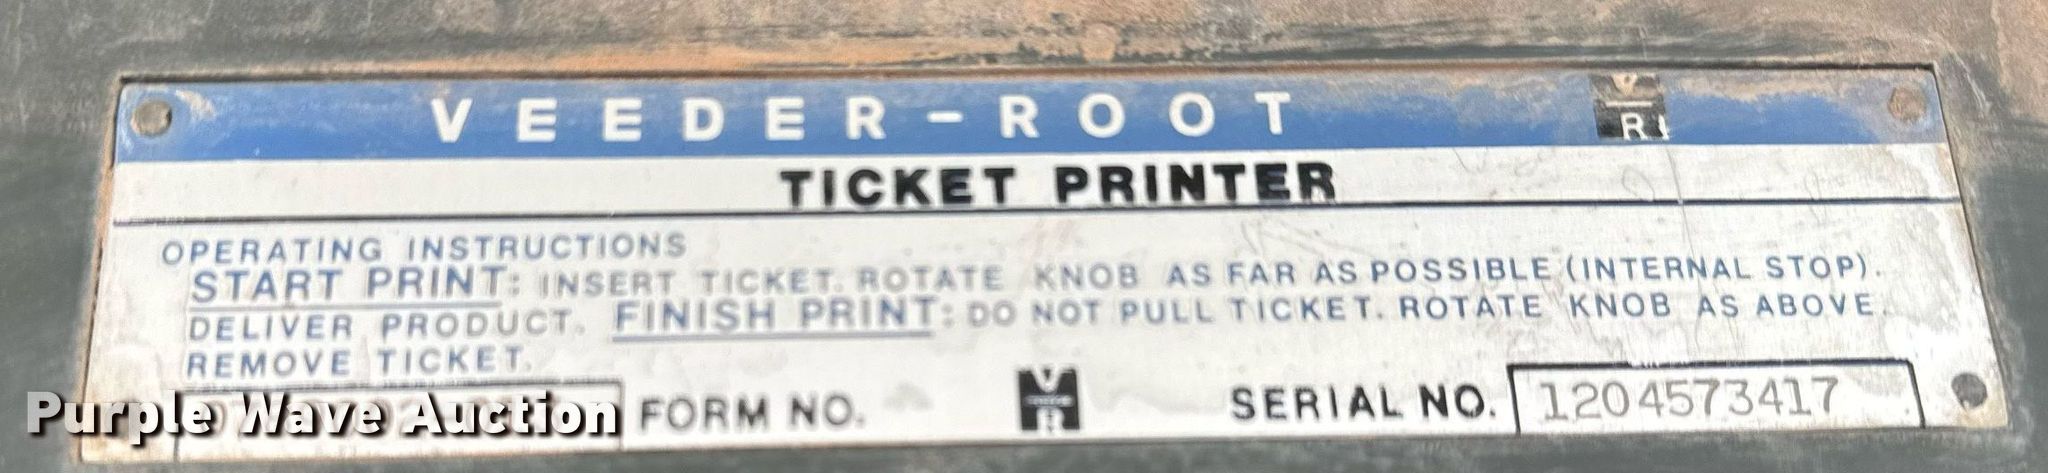 VEEDER-ROOT
TICKET PRINTER
OPERATING INSTRUCTIONS
START PRINT: INSERT TICKET. ROTATE KNOB AS FAR AS POSSIBLE (INTERNAL STOP).
DELIVER PRODUCT. FINISH PRINT: DO NOT PULL TICKET. ROTATE KNOB AS ABOVE.
REMOVE TICKET.
FORM NO.
SERIAL NO. 1204573417
Purple Wave Auction